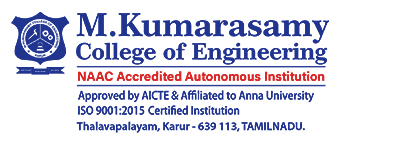 M.Kumarasamy
College of Engineering
NAAC Accredited Autonomous Institution
Approved by AICTE & Affiliated to Anna University
ISO 9001:2015 Certified Institution
Thalavapalayam, Karur - 639 113, TAMILNADU.